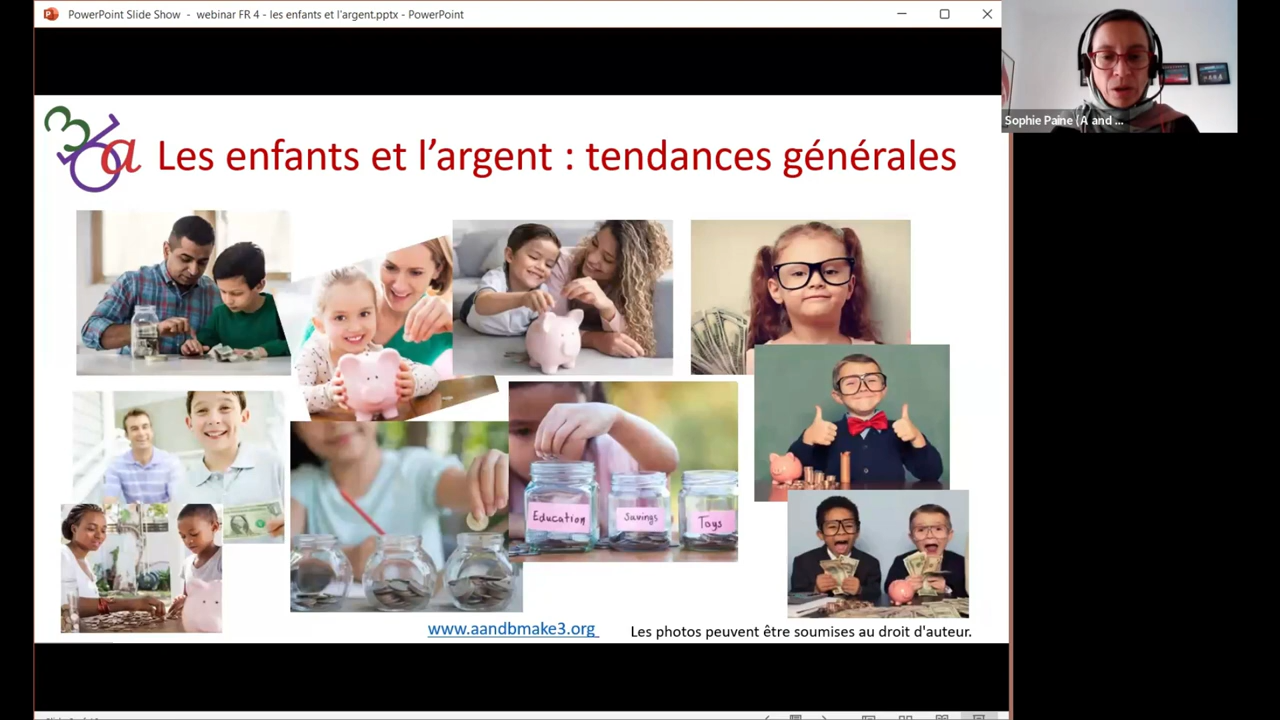 PowerPoint Slide Show - webinar FR 4 - les enfants et l'argent.pptx - PowerPoint
Sophie Paine (A and ...
36a
Les enfants et l’argent : tendances générales
Education
Savings
Toys
www.aandbmake3.org
Les photos peuvent être soumises au droit d'auteur.